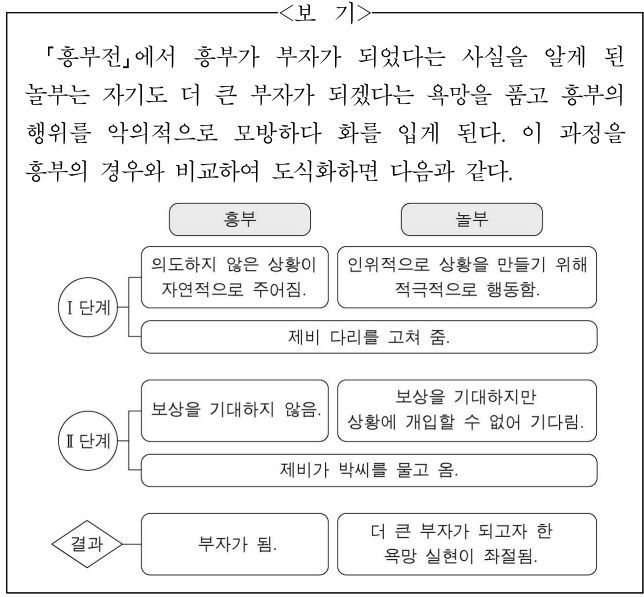 <보 기>
「흥부전」에서 흥부가 부자가 되었다는 사실을 알게 된
놀부는 자기도 더 큰 부자가 되겠다는 욕망을 품고 흥부의
행위를 악의적으로 모방하다 화를 입게 된다. 이 과정을
흥부의 경우와 비교하여 도식화하면 다음과 같다.
흥부
놀부
Ⅰ 단계
의도하지 않은 상황이
자연적으로 주어짐.
인위적으로 상황을 만들기 위해
적극적으로 행동함.
제비 다리를 고쳐 줌.
Ⅱ 단계
보상을 기대하지 않음.
보상을 기대하지만
상황에 개입할 수 없어 기다림.
제비가 박씨를 물고 옴.
결과
부자가 됨.
더 큰 부자가 되고자 한
욕망 실현이 좌절됨.